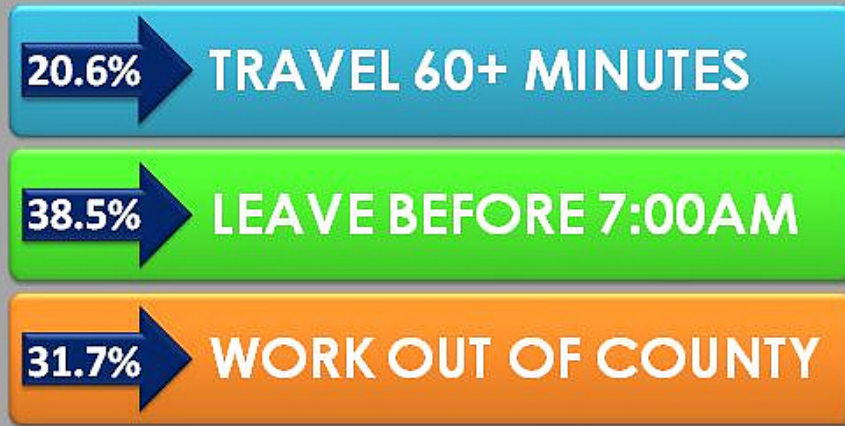 20.6% TRAVEL 60+ MINUTES
38.5% LEAVE BEFORE 7:00AM
31.7% WORK OUT OF COUNTY